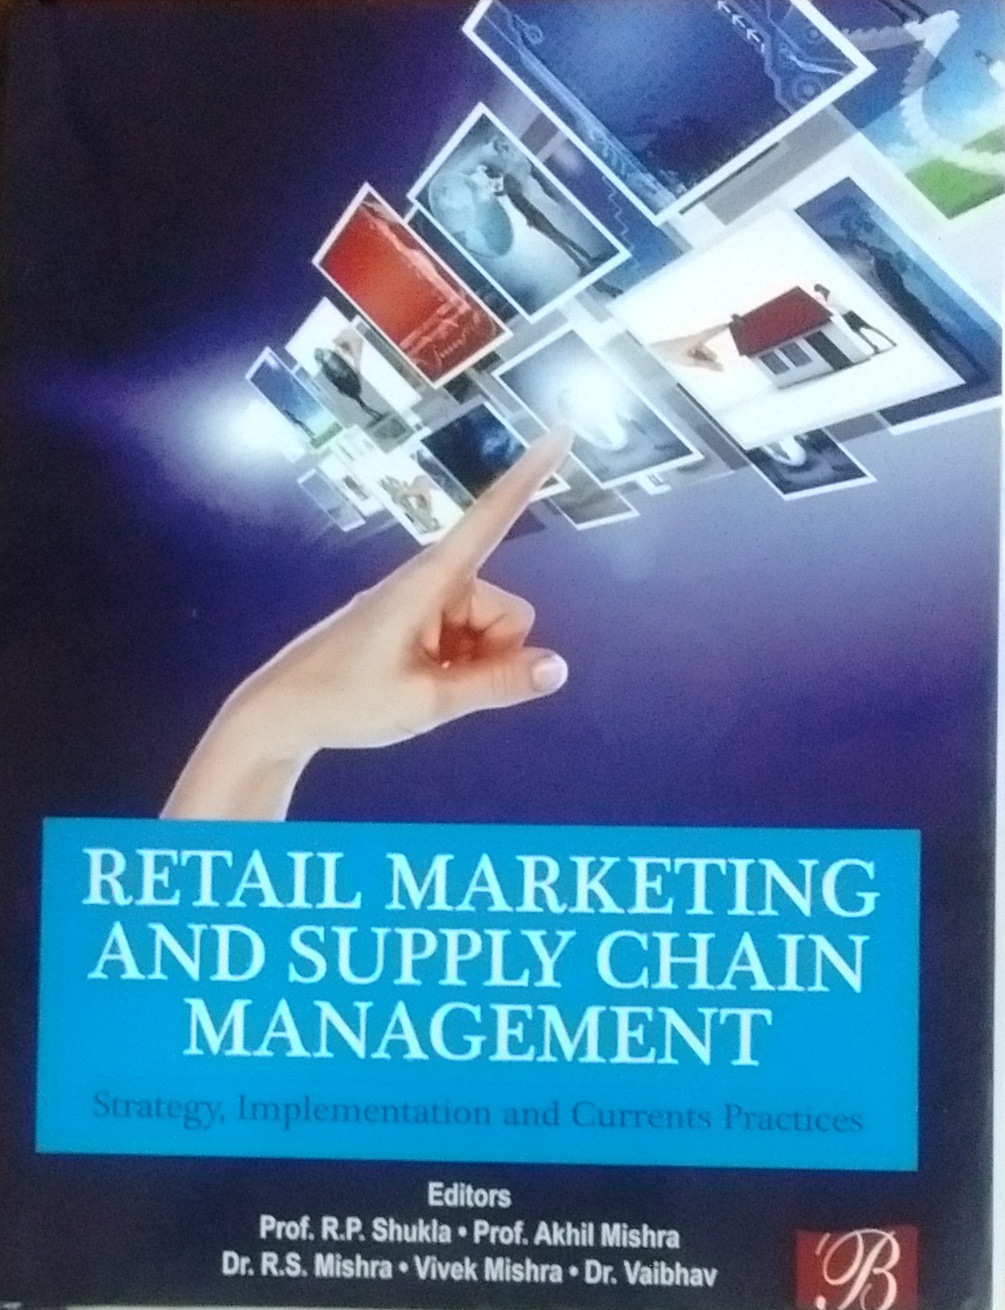 RETAIL MARKETING
AND SUPPLY CHAIN
MANAGEMENT
Strategy, Implementation and Currents Practices
Editors
Prof. R.P. Shukla • Prof. Akhil Mishra
Dr. R.S. Mishra • Vivek Mishra • Dr. Vaibhav
B